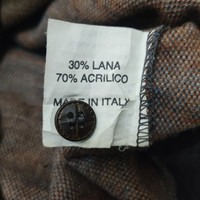 30% LANA
70% ACRILICO
MADE IN ITALY